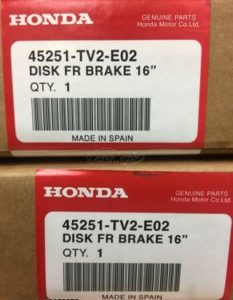 HONDA
GENUINE PARTS
Honda Motor Co. Ltd.
45251-TV2-E02
DISK FR BRAKE 16"
QTY. 1
MADE IN SPAIN
HONDA
GENUINE PARTS
Honda Motor Co. Ltd.
45251-TV2-E02
DISK FR BRAKE 16"
QTY. 1